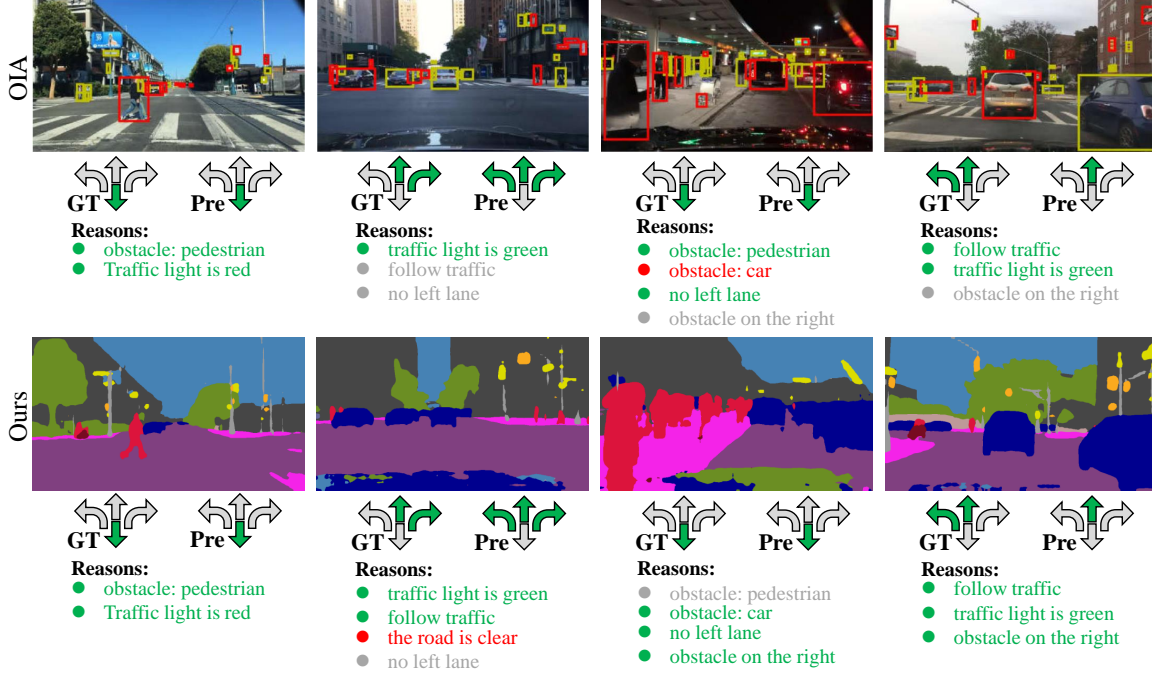 OIA
GT Pre
GT Pre
GT Pre
GT Pre
Reasons:
obstacle: pedestrian
Traffic light is red
Reasons:
traffic light is green
follow traffic
no left lane
Reasons:
obstacle: pedestrian
obstacle: car
no left lane
obstacle on the right
Reasons:
follow traffic
traffic light is green
obstacle on the right
Ours
GT Pre
GT Pre
GT Pre
GT Pre
Reasons:
obstacle: pedestrian
Traffic light is red
Reasons:
traffic light is green
follow traffic
the road is clear
no left lane
Reasons:
obstacle: pedestrian
obstacle: car
no left lane
obstacle on the right
Reasons:
follow traffic
traffic light is green
obstacle on the right